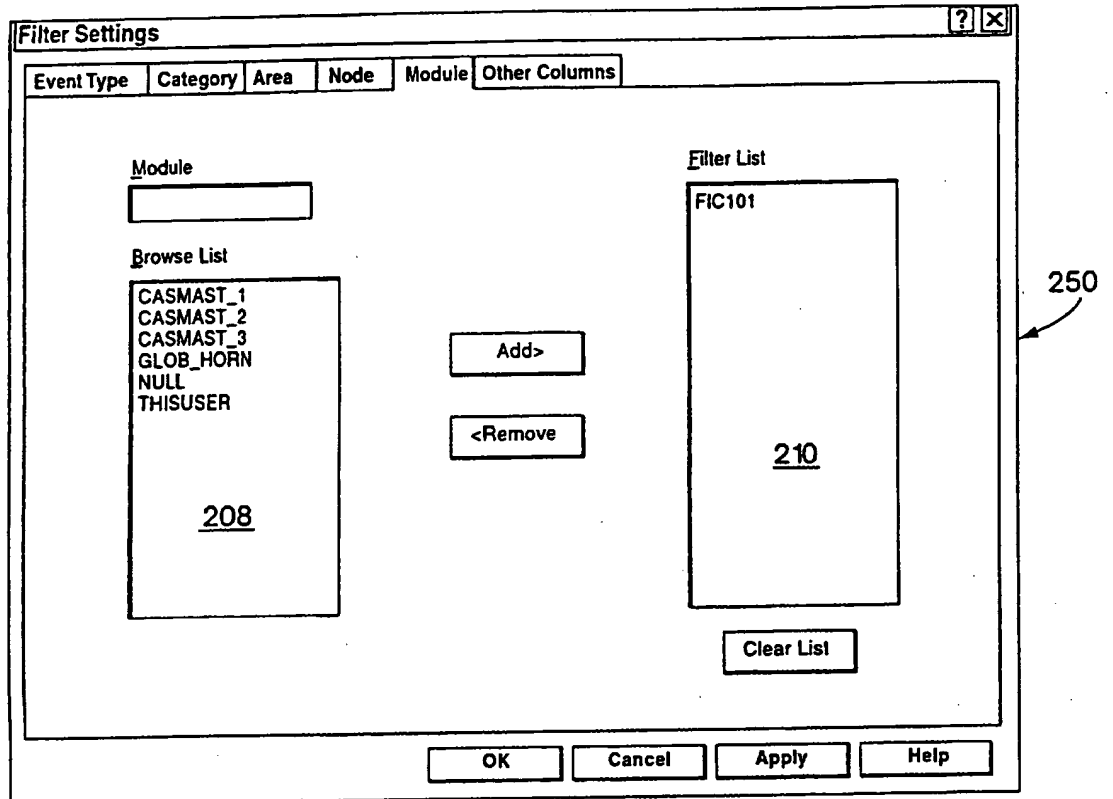 Filter Settings
? X
Event Type Category Area Node Module Other Columns
Module
Filter List
FIC101
Browse List
CASMAST_1
CASMAST_2
CASMAST_3
GLOB_HORN
NULL
THISUSER
208
Add>
<Remove
210
250
Clear List
OK Cancel Apply Help